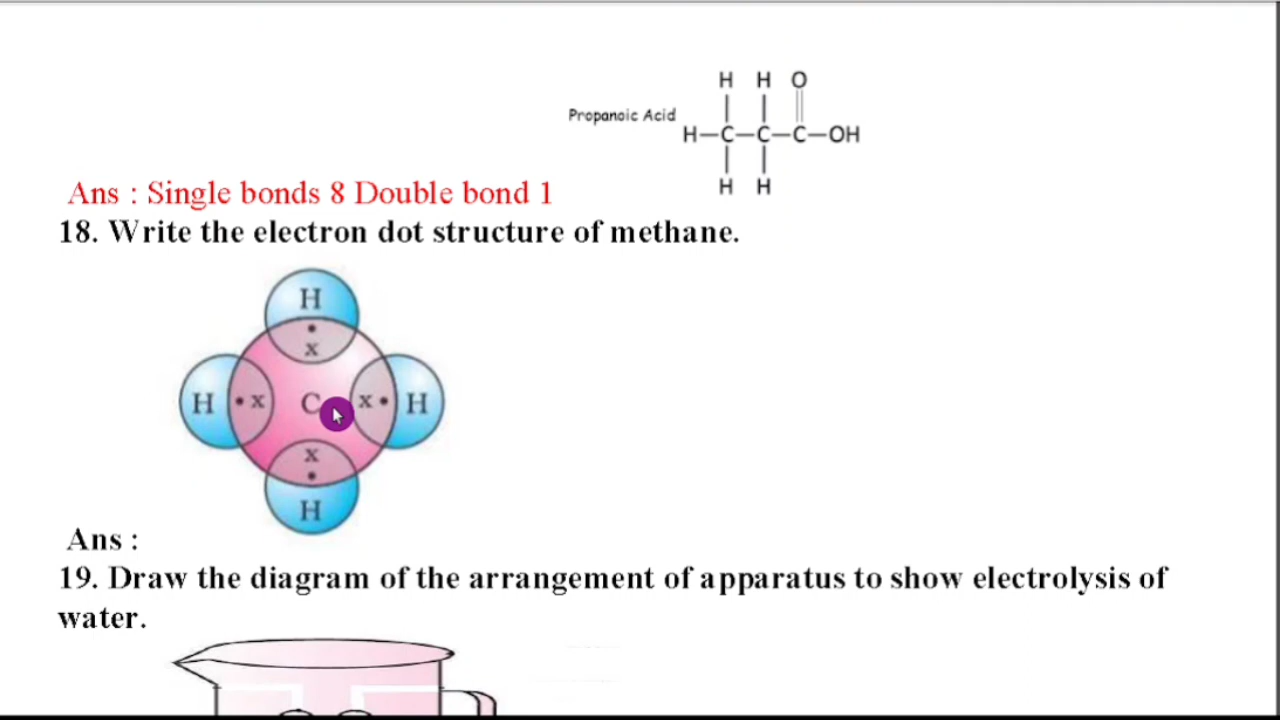 H H O
Propanoic Acid
H-C-C-C-OH
H H
Ans : Single bonds 8 Double bond 1
18. Write the electron dot structure of methane.
H
•
x
H • x C x • H
x
•
H
Ans :
19. Draw the diagram of the arrangement of apparatus to show electrolysis of
water.